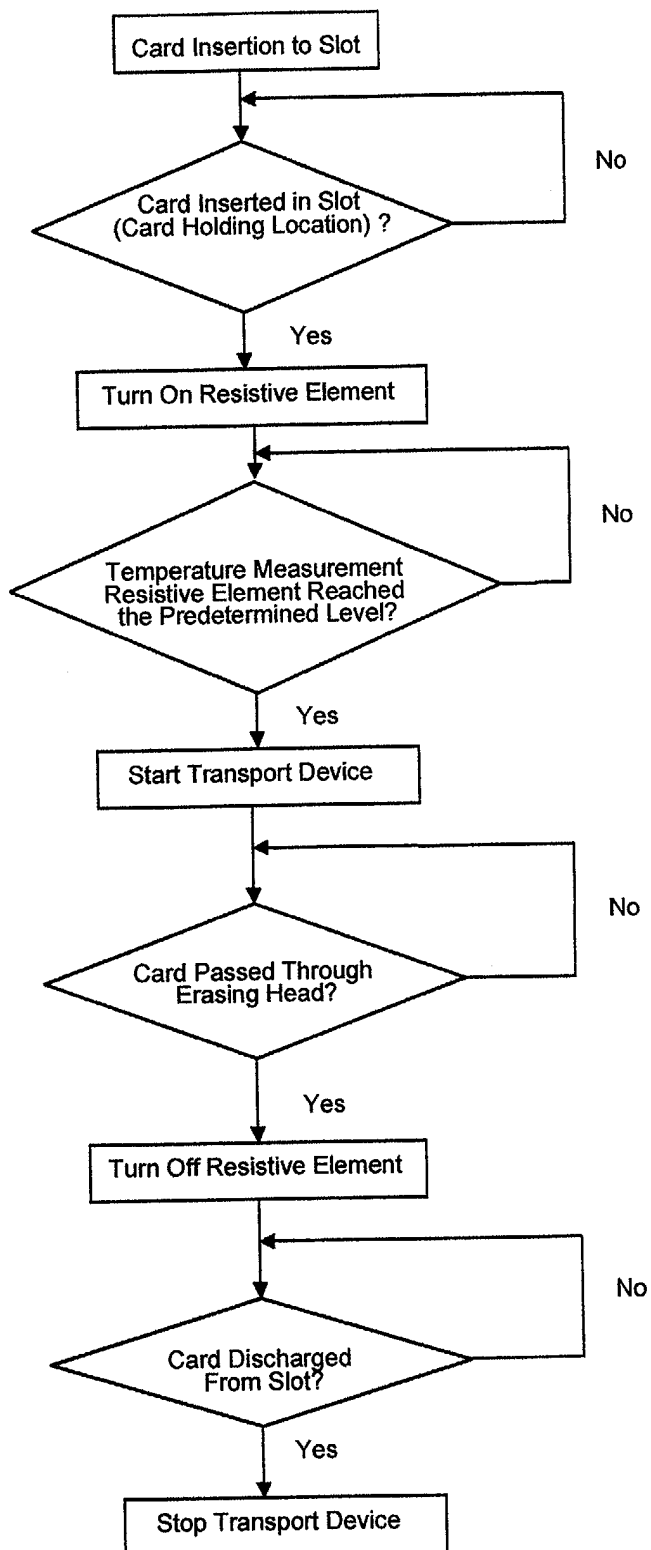 Card Insertion to Slot
No
Card Inserted in Slot
(Card Holding Location) ?
Yes
Turn On Resistive Element
No
Temperature Measurement
Resistive Element Reached
the Predetermined Level?
Yes
Start Transport Device
No
Card Passed Through
Erasing Head?
Yes
Turn Off Resistive Element
No
Card Discharged
From Slot?
Yes
Stop Transport Device